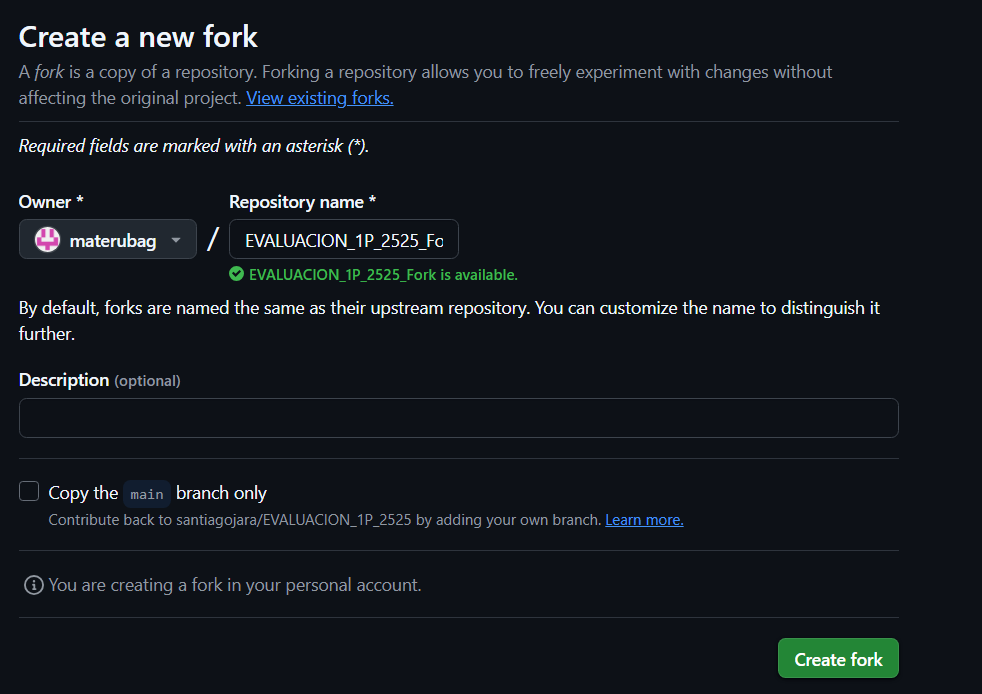 Create a new fork
A fork is a copy of a repository. Forking a repository allows you to freely experiment with changes without
affecting the original project. View existing forks.
Required fields are marked with an asterisk (*).
Owner *
Repository name *
materubag
/
EVALUACION_1P_2525_Fo
EVALUACION_1P_2525_Fork is available.
By default, forks are named the same as their upstream repository. You can customize the name to distinguish it
further.
Description (optional)
Copy the main branch only
Contribute back to santiagojara/EVALUACION_1P_2525 by adding your own branch. Learn more.
You are creating a fork in your personal account.
Create fork